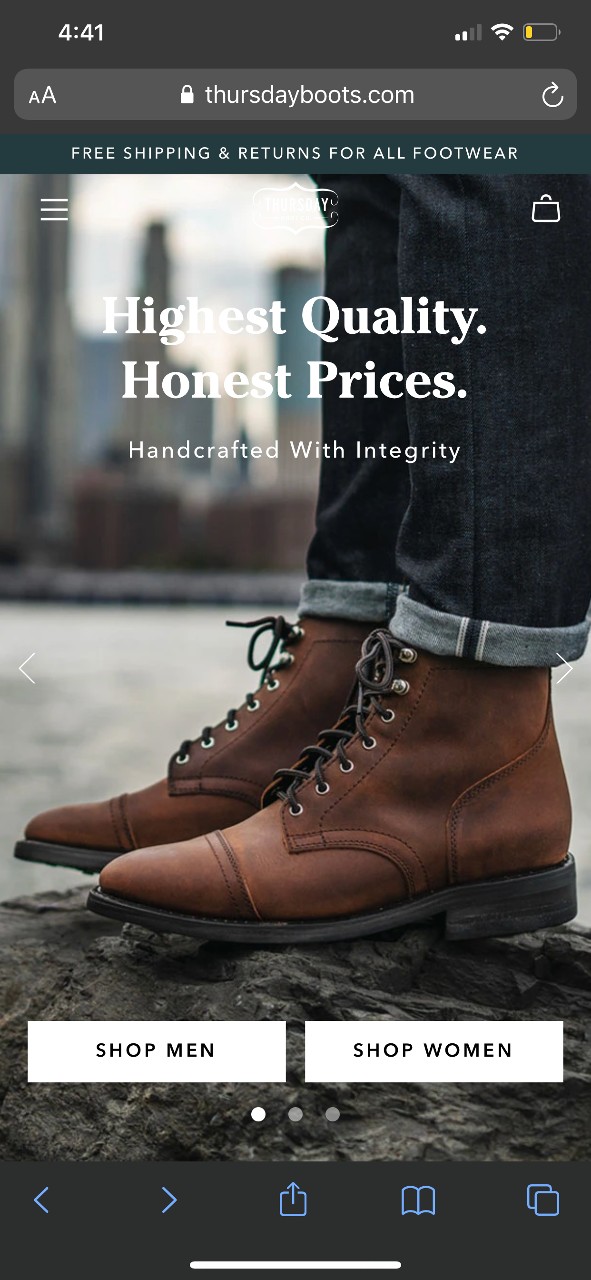 4:41
AA
thursdayboots.com
FREE SHIPPING & RETURNS FOR ALL FOOTWEAR
THURSDAY
Highest Quality.
Honest Prices.
Handcrafted With Integrity
SHOP MEN
SHOP WOMEN